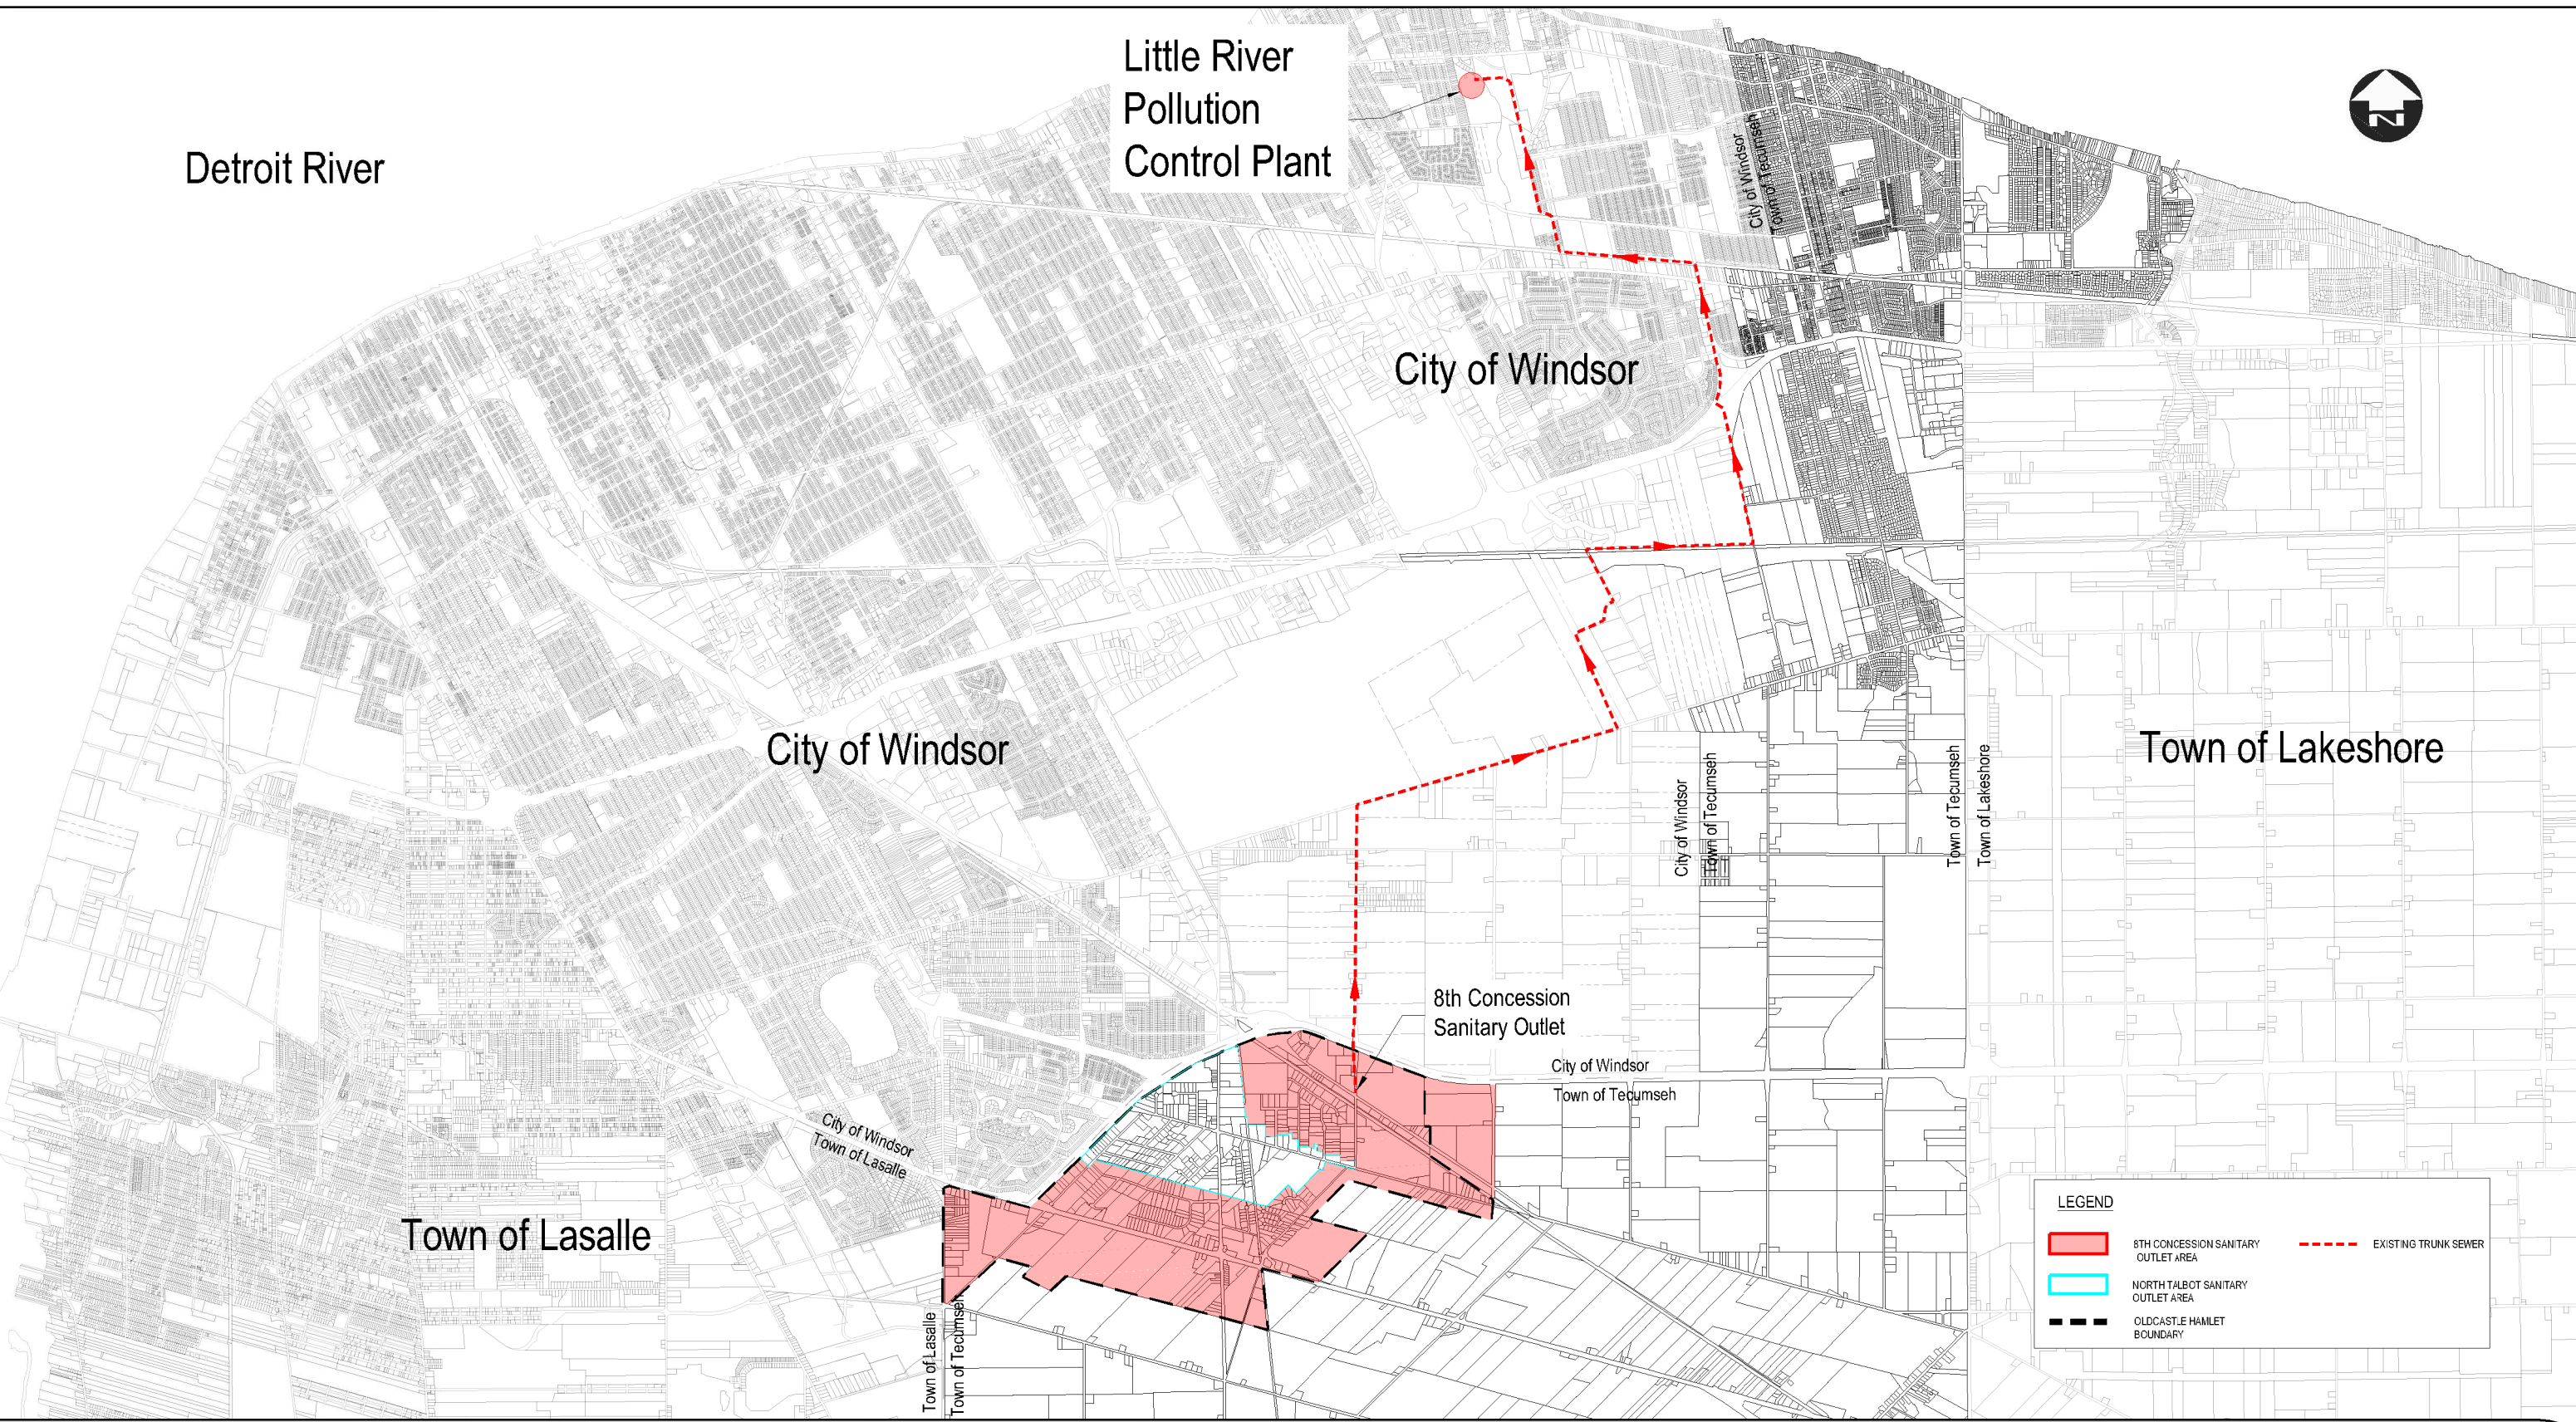 Little River
Pollution
Control Plant
Detroit River
N
City of Windsor
Town of Tecumseh
City of Windsor
City of Windsor
Town of Lakeshore
City of Windsor
Town of Tecumseh
Town of Tecumseh
Town of Lakeshore
8th Concession
Sanitary Outlet
City of Windsor
Town of Tecumseh
City of Windsor
Town of Lasalle
Town of Lasalle
Town of Lasalle
Town of Tecumseh
LEGEND
8TH CONCESSION SANITARY
OUTLET AREA
EXISTING TRUNK SEWER
NORTH TALBOT SANITARY
OUTLET AREA
OLDCASTLE HAMLET
BOUNDARY